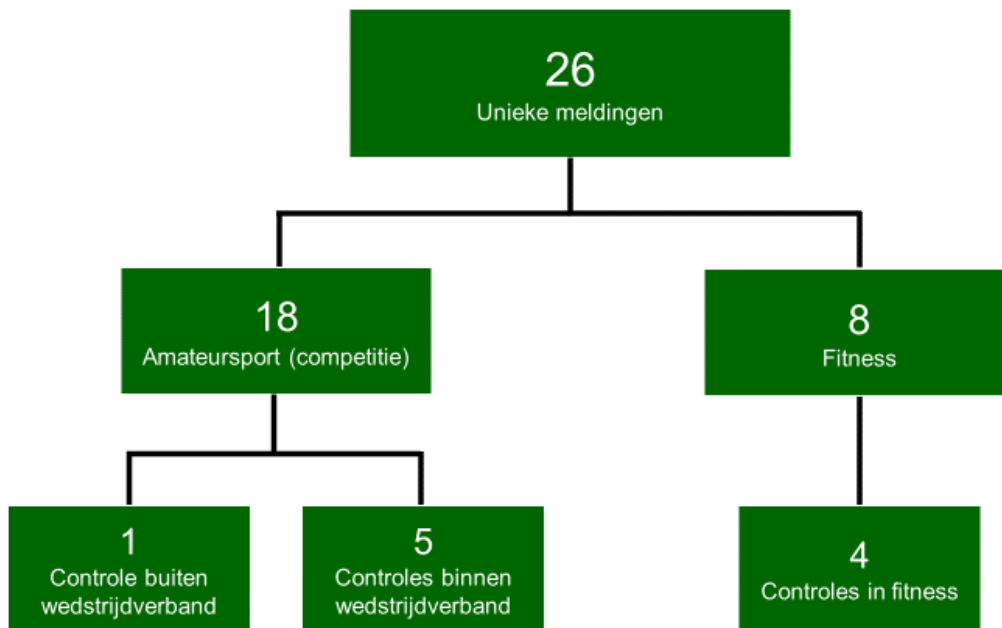 26
Unieke meldingen
18
Amateursport (competitie)
8
Fitness
1
Controle buiten
wedstrijdverband
5
Controles binnen
wedstrijdverband
4
Controles in fitness